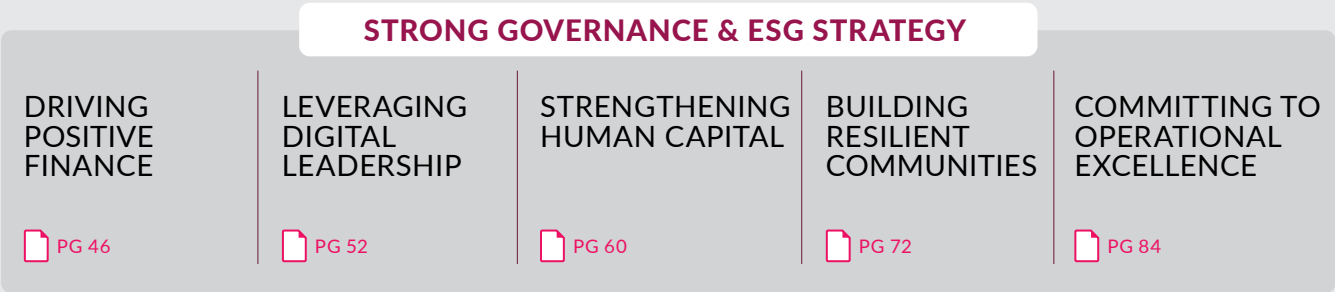 STRONG GOVERNANCE & ESG STRATEGY
DRIVING
POSITIVE
FINANCE
PG 46
LEVERAGING
DIGITAL
LEADERSHIP
PG 52
STRENGTHENING
HUMAN CAPITAL
PG 60
BUILDING
RESILIENT
COMMUNITIES
PG 72
COMMITTING TO
OPERATIONAL
EXCELLENCE
PG 84